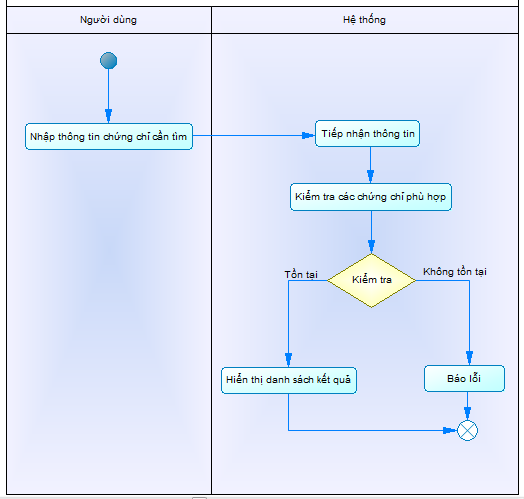 Người dùng
Hệ thống
Nhập thông tin chứng chỉ cần tìm
Tiếp nhận thông tin
Kiểm tra các chứng chỉ phù hợp
Kiểm tra
Tồn tại
Không tồn tại
Hiển thị danh sách kết quả
Báo lỗi